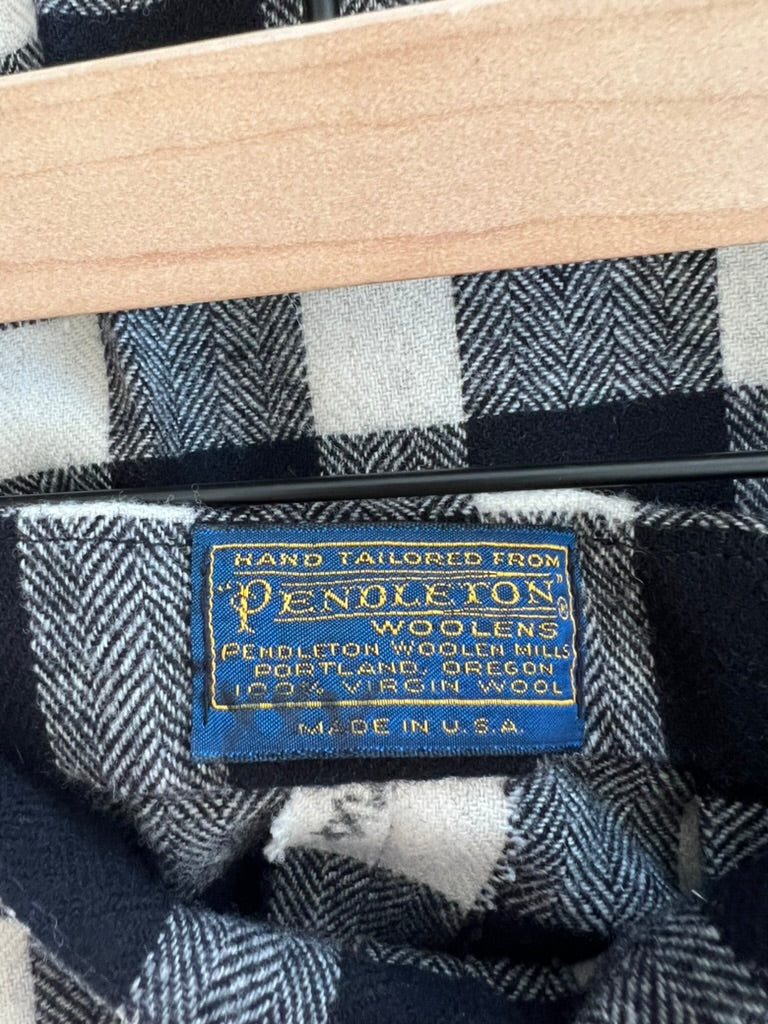 HAND TAILORED FROM
"PENDLETON"®
WOOLENS
PENDLETON WOOLEN MILLS
PORTLAND, OREGON
100% VIRGIN WOOL
MADE IN U.S.A.